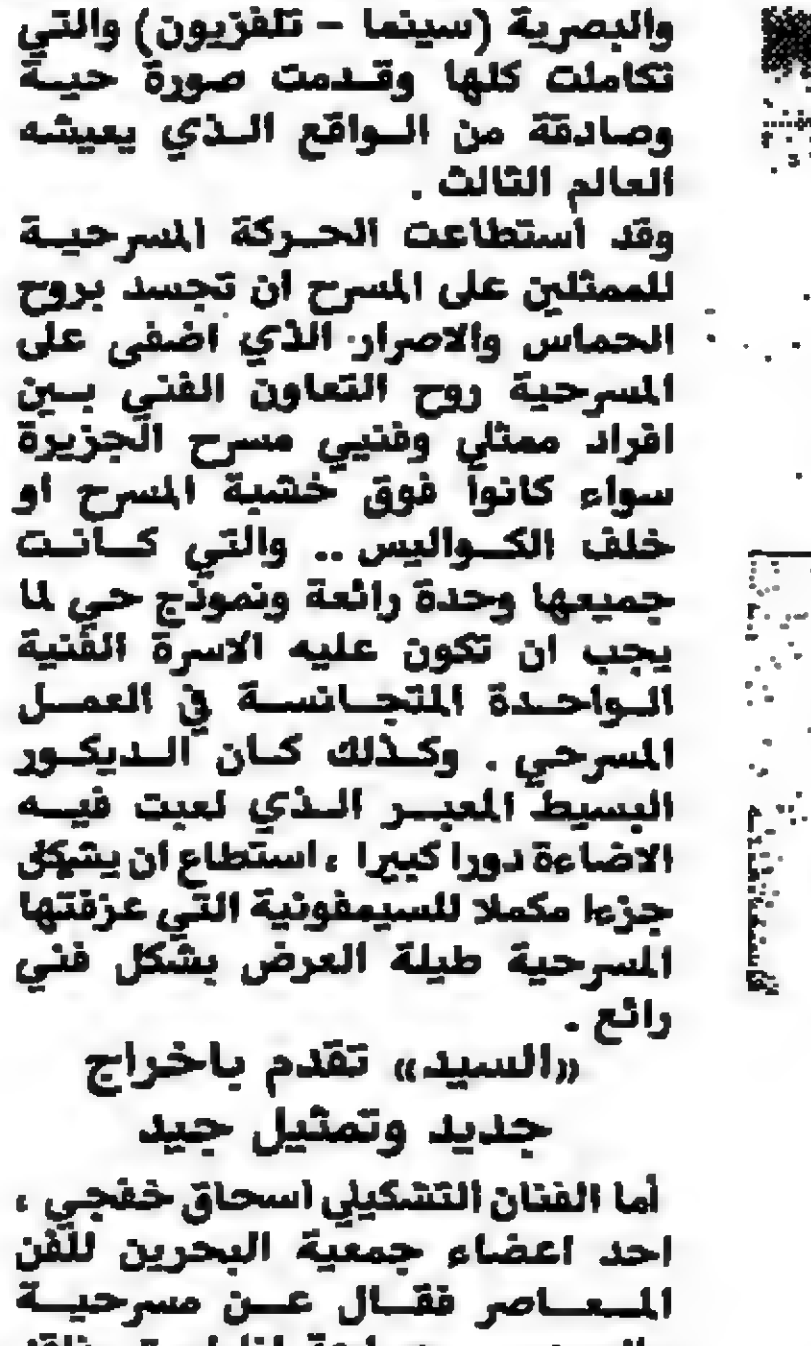 والبصرية (سينما - تلفزيون) والتي
تكاملت كلها وقدمت صورة حية
وصادقة من الواقع الذي يعيشه
العالم الثالث .
وقد استطاعت الحركة المسرحية
للممثلين على المسرح ان تجسد بروح
الحماس والاصرار الذي اضفى على
المسرحية روح التعاون الفني بين
افراد ممثلي وفنيي مسرح الجزيرة
سواء كانوا فوق خشبة المسرح او
خلف الكواليس .. والتي كانت
جميعها وحدة رائعة ونموذج حي لما
يجب ان تكون عليه الاسرة الفنية
الواحدة المتجانسة في العمل
المسرحي . وكذلك كان الديكور
البسيط المعبر الذي لعبت فيه
الاضاءة دورا كبيرا ، استطاع ان يشكل
جزءا مكملا للسيمفونية التي عزفتها
المسرحية طيلة العرض بشكل فني
رائع .
«السيد» تقدم باخراج
جديد وتمثيل جيد
أما الفنان التشكيلي اسحاق خفجي ،
احد اعضاء جمعية البحرين للفن
المعاصر فقال عن مسرحية